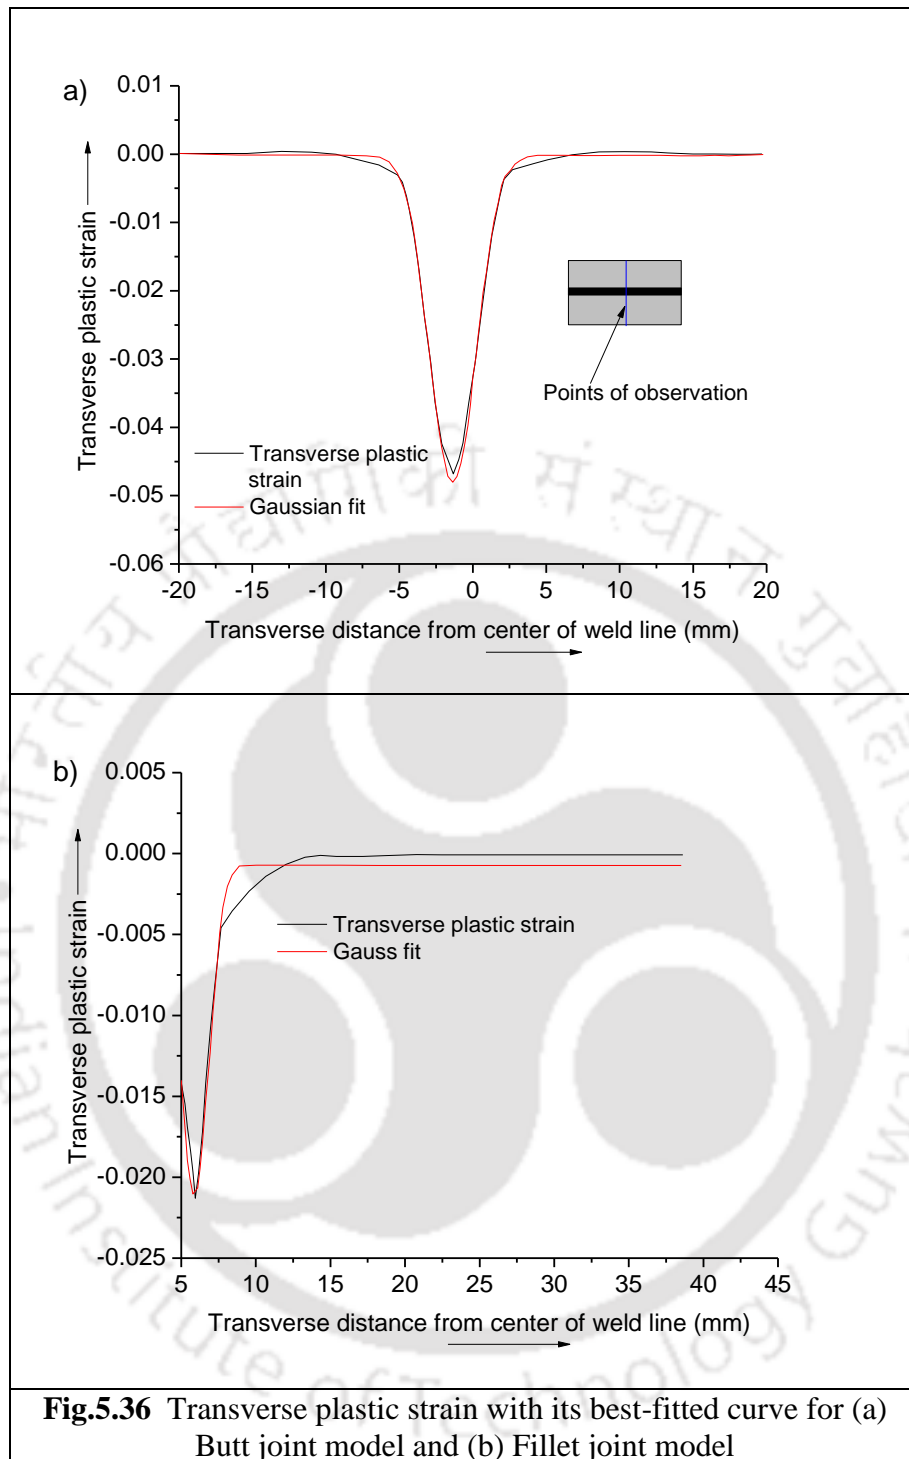 a)
0.01
0.00
-0.01
-0.02
-0.03
-0.04
-0.05
-0.06
Transverse plastic strain
Points of observation
Transverse plastic
strain
Gaussian fit
-20 -15 -10 -5 0 5 10 15 20
Transverse distance from center of weld line (mm)
b)
0.005
0.000
-0.005
-0.010
-0.015
-0.020
-0.025
Transverse plastic strain
Transverse plastic strain
Gauss fit
5 10 15 20 25 30 35 40 45
Transverse distance from center of weld line (mm)
Fig.5.36 Transverse plastic strain with its best-fitted curve for (a)
Butt joint model and (b) Fillet joint model
Indian Institute of Technology